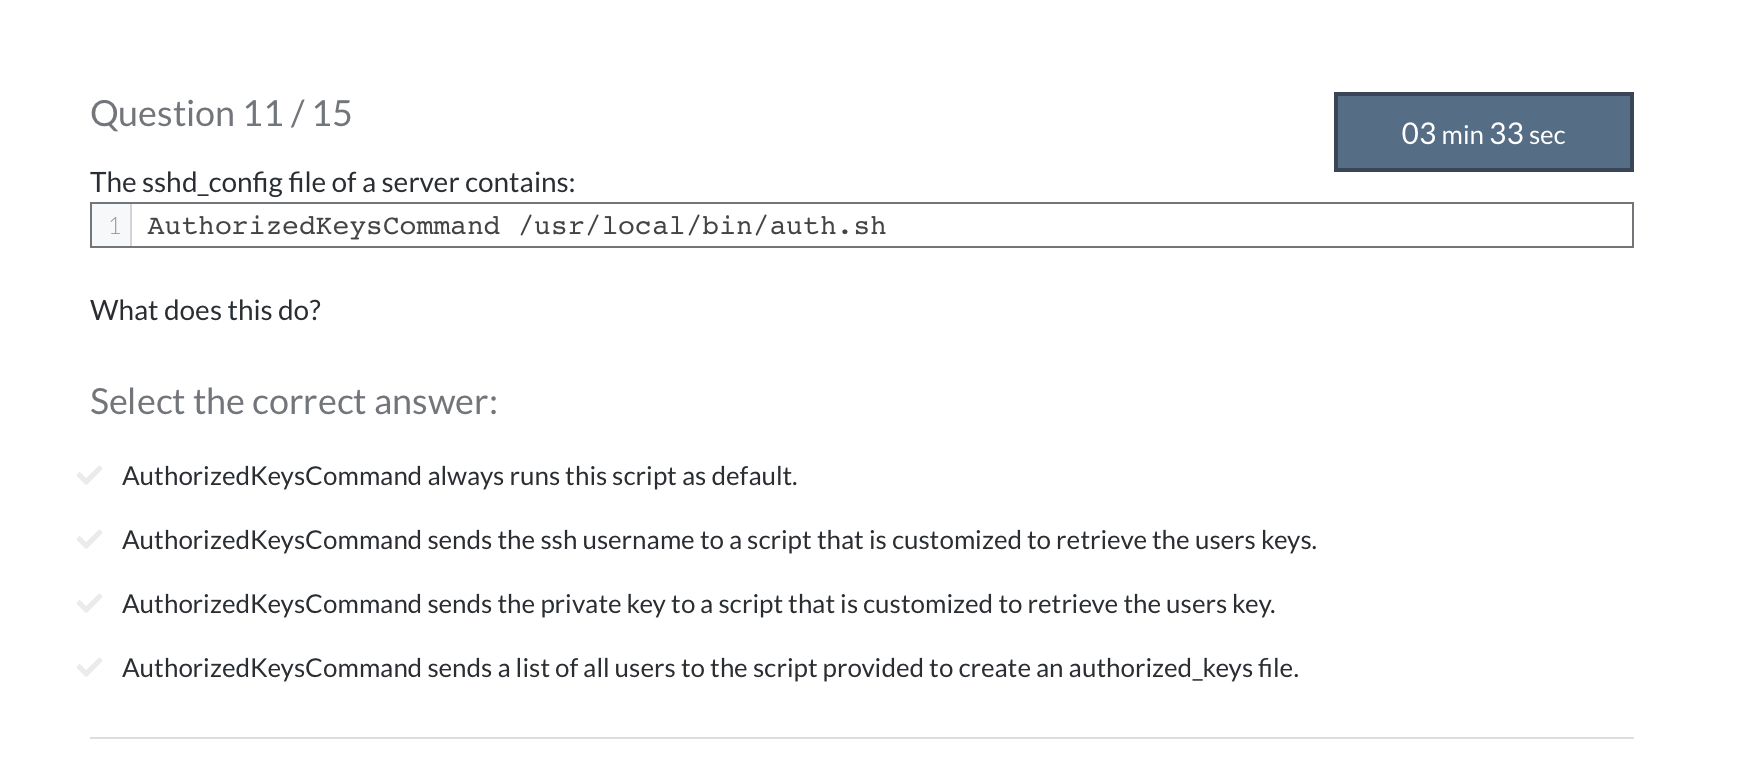 Question 11 / 15
03 min 33 sec
The sshd_config file of a server contains:
1 AuthorizedKeysCommand /usr/local/bin/auth.sh
What does this do?
Select the correct answer:
AuthorizedKeysCommand always runs this script as default.
AuthorizedKeysCommand sends the ssh username to a script that is customized to retrieve the users keys.
AuthorizedKeysCommand sends the private key to a script that is customized to retrieve the users key.
AuthorizedKeysCommand sends a list of all users to the script provided to create an authorized_keys file.